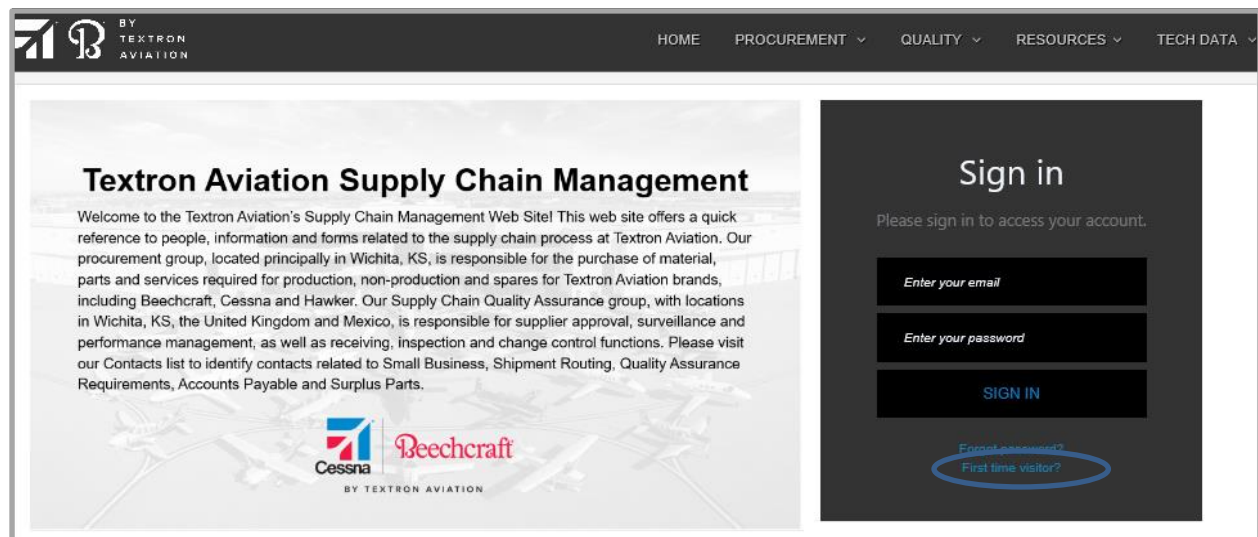 BY
TEXTRON
AVIATION
HOME PROCUREMENT QUALITY RESOURCES TECH DATA
Textron Aviation Supply Chain Management
Welcome to the Textron Aviation's Supply Chain Management Web Site! This web site offers a quick
reference to people, information and forms related to the supply chain process at Textron Aviation. Our
procurement group, located principally in Wichita, KS, is responsible for the purchase of material,
parts and services required for production, non-production and spares for Textron Aviation brands,
including Beechcraft, Cessna and Hawker. Our Supply Chain Quality Assurance group, with locations
in Wichita, KS, the United Kingdom and Mexico, is responsible for supplier approval, surveillance and
performance management, as well as receiving, inspection and change control functions. Please visit
our Contacts list to identify contacts related to Small Business, Shipment Routing, Quality Assurance
Requirements, Accounts Payable and Surplus Parts.
Cessna
Beechcraft
BY TEXTRON AVIATION
Sign in
Please sign in to access your account.
Enter your email
Enter your password
SIGN IN
Forgot password?
First time visitor?